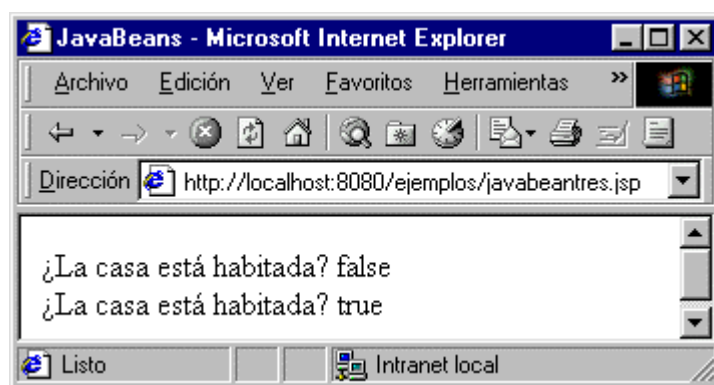 JavaBeans - Microsoft Internet Explorer
Archivo Edición Ver Favoritos Herramientas »
Dirección http://localhost:8080/ejemplos/javabeantres.jsp
¿La casa está habitada? false
¿La casa está habitada? true
Listo Intranet local